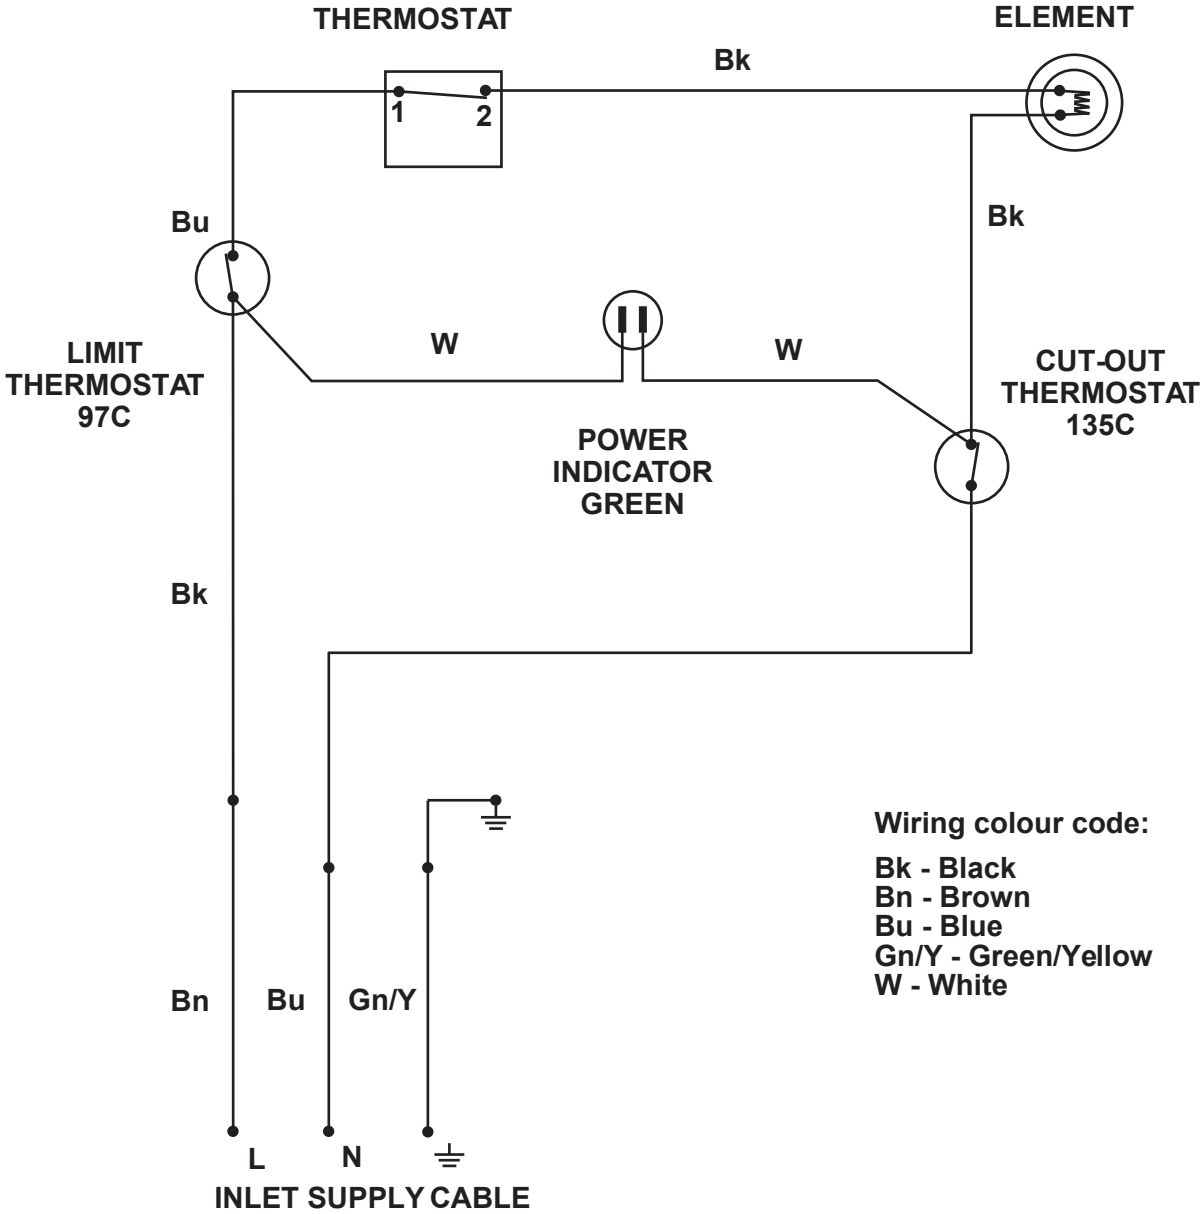 THERMOSTAT
ELEMENT
Bk
1
2
Bu
Bk
W
W
LIMIT
THERMOSTAT
97C
CUT-OUT
THERMOSTAT
135C
POWER
INDICATOR
GREEN
Bk
Wiring colour code:
Bk - Black
Bn - Brown
Bu - Blue
Gn/Y - Green/Yellow
W - White
Bn
Bu
Gn/Y
L
N
INLET SUPPLY CABLE